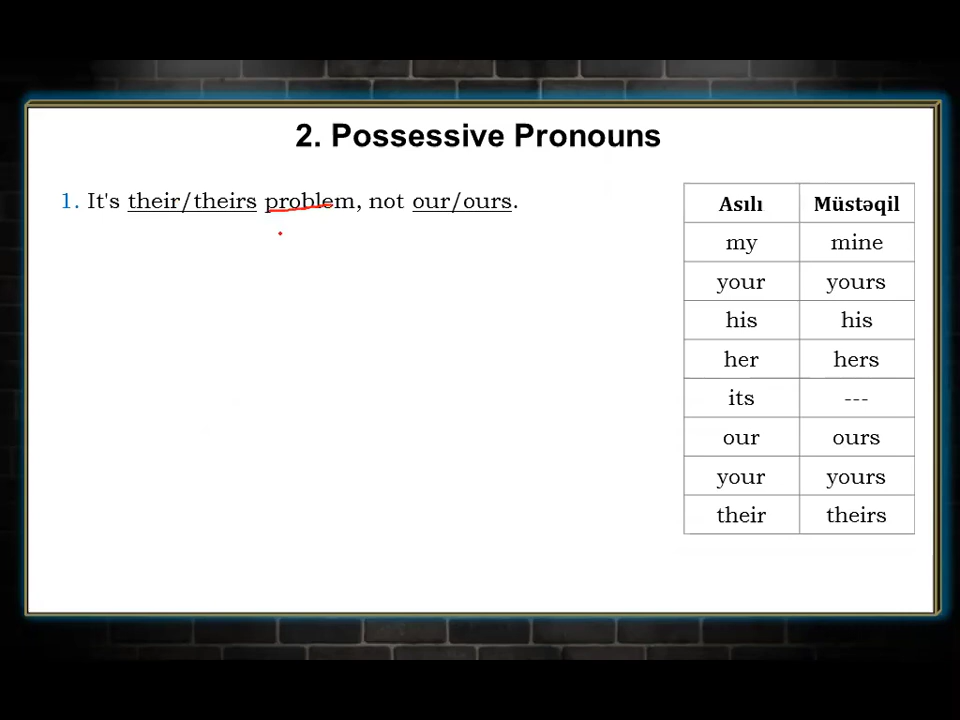 2. Possessive Pronouns
1. It's their/theirs problem, not our/ours.
Asılı Müstəqil
my mine
your yours
his his
her hers
its ---
our ours
your yours
their theirs